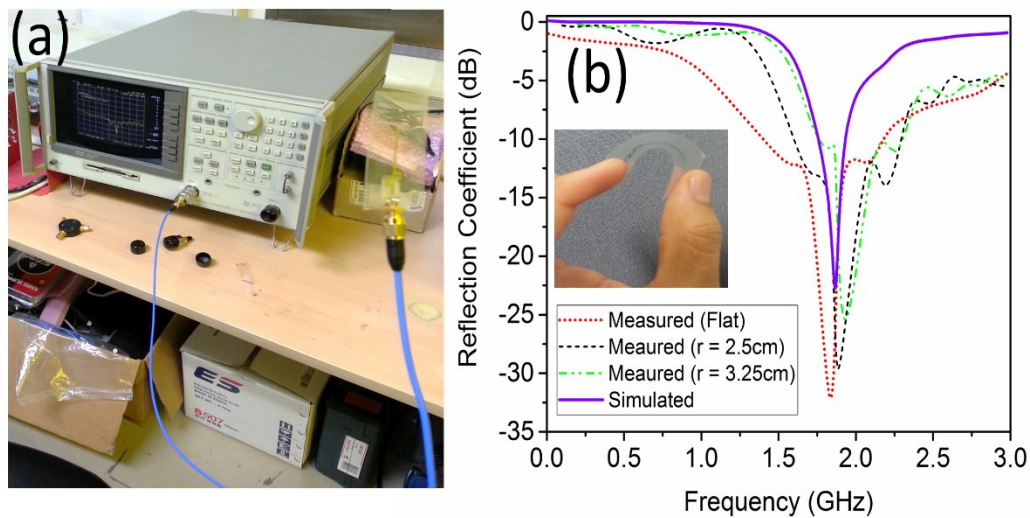 (a)
ES
S607
(b)
0
-5
-10
-15
-20
-25
-30
-35
Reflection Coefficient (dB)
Measured (Flat)
Meaured (r = 2.5cm)
Meaured (r = 3.25cm)
Simulated
0.0 0.5 1.0 1.5 2.0 2.5 3.0
Frequency (GHz)